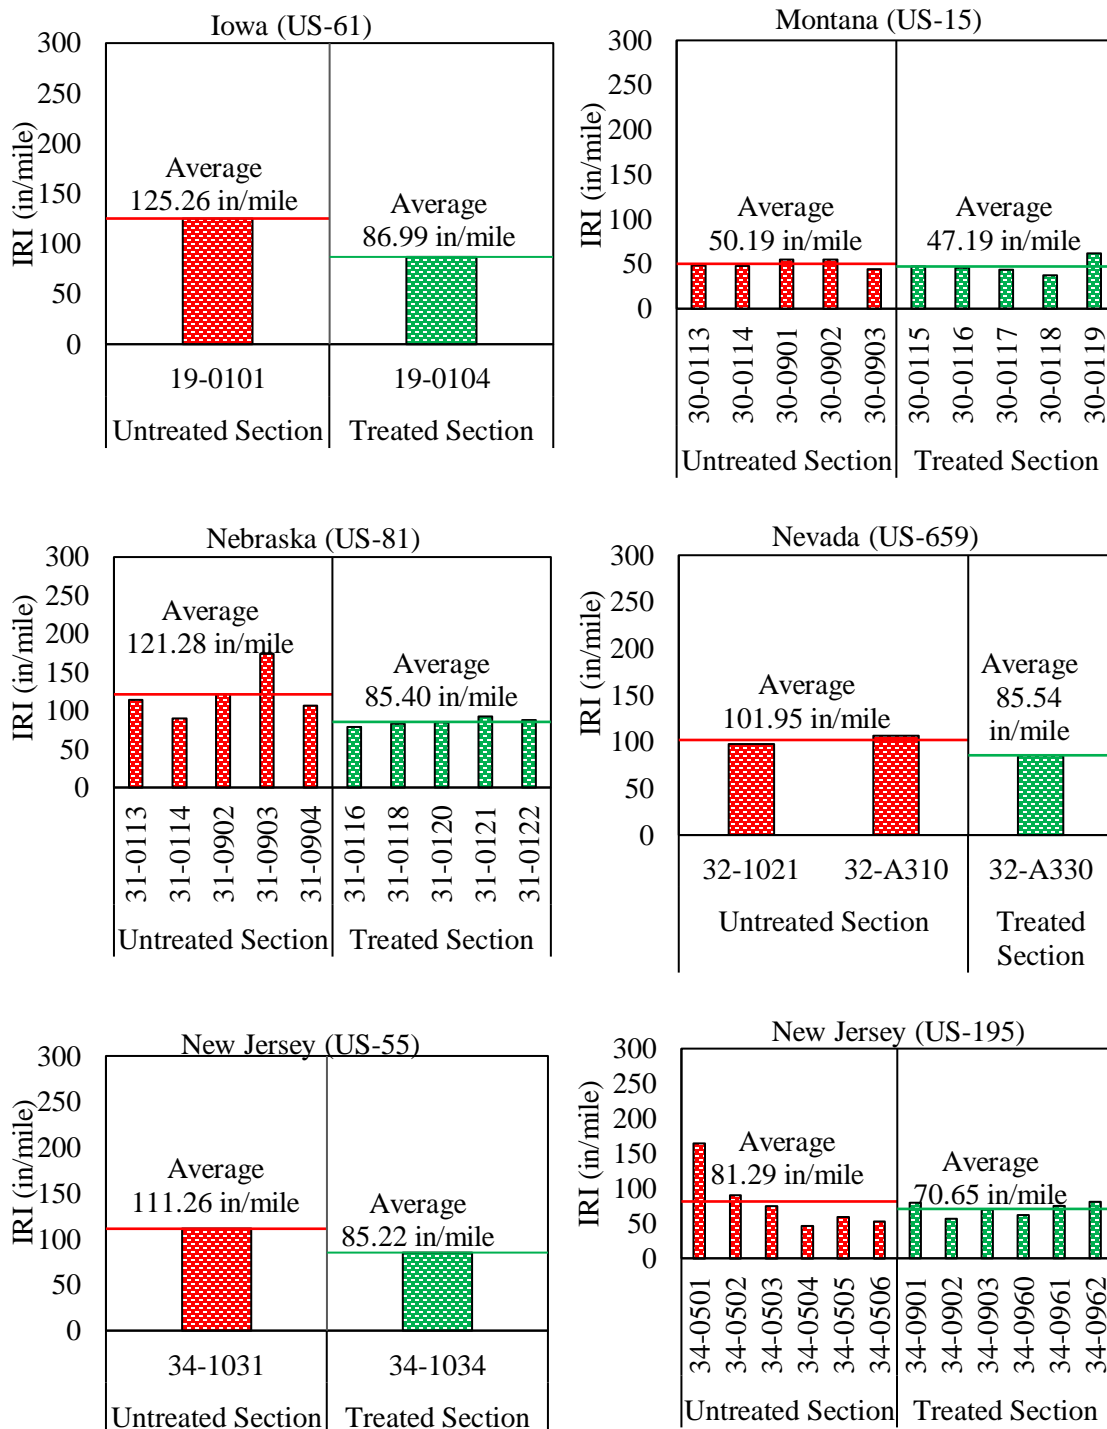 Iowa (US-61)
IRI (in/mile)
300
250
200
150
100
50
0
Average
125.26 in/mile
Average
86.99 in/mile
19-0101
19-0104
Untreated Section
Treated Section
Montana (US-15)
IRI (in/mile)
300
250
200
150
100
50
0
Average
50.19 in/mile
Average
47.19 in/mile
30-0113
30-0114
30-0901
30-0902
30-0903
30-0115
30-0116
30-0117
30-0118
30-0119
Untreated Section
Treated Section
Nebraska (US-81)
IRI (in/mile)
300
250
200
150
100
50
0
Average
121.28 in/mile
Average
85.40 in/mile
31-0113
31-0114
31-0902
31-0903
31-0904
31-0116
31-0118
31-0120
31-0121
31-0122
Untreated Section
Treated Section
Nevada (US-659)
IRI (in/mile)
300
250
200
150
100
50
0
Average
101.95 in/mile
Average
85.54
in/mile
32-1021
32-A310
32-A330
Untreated Section
Treated
Section
New Jersey (US-55)
IRI (in/mile)
300
250
200
150
100
50
0
Average
111.26 in/mile
Average
85.22 in/mile
34-1031
34-1034
Untreated Section
Treated Section
New Jersey (US-195)
IRI (in/mile)
300
250
200
150
100
50
0
Average
81.29 in/mile
Average
70.65 in/mile
34-0501
34-0502
34-0503
34-0504
34-0505
34-0506
34-0901
34-0902
34-0903
34-0960
34-0961
34-0962
Untreated Section
Treated Section